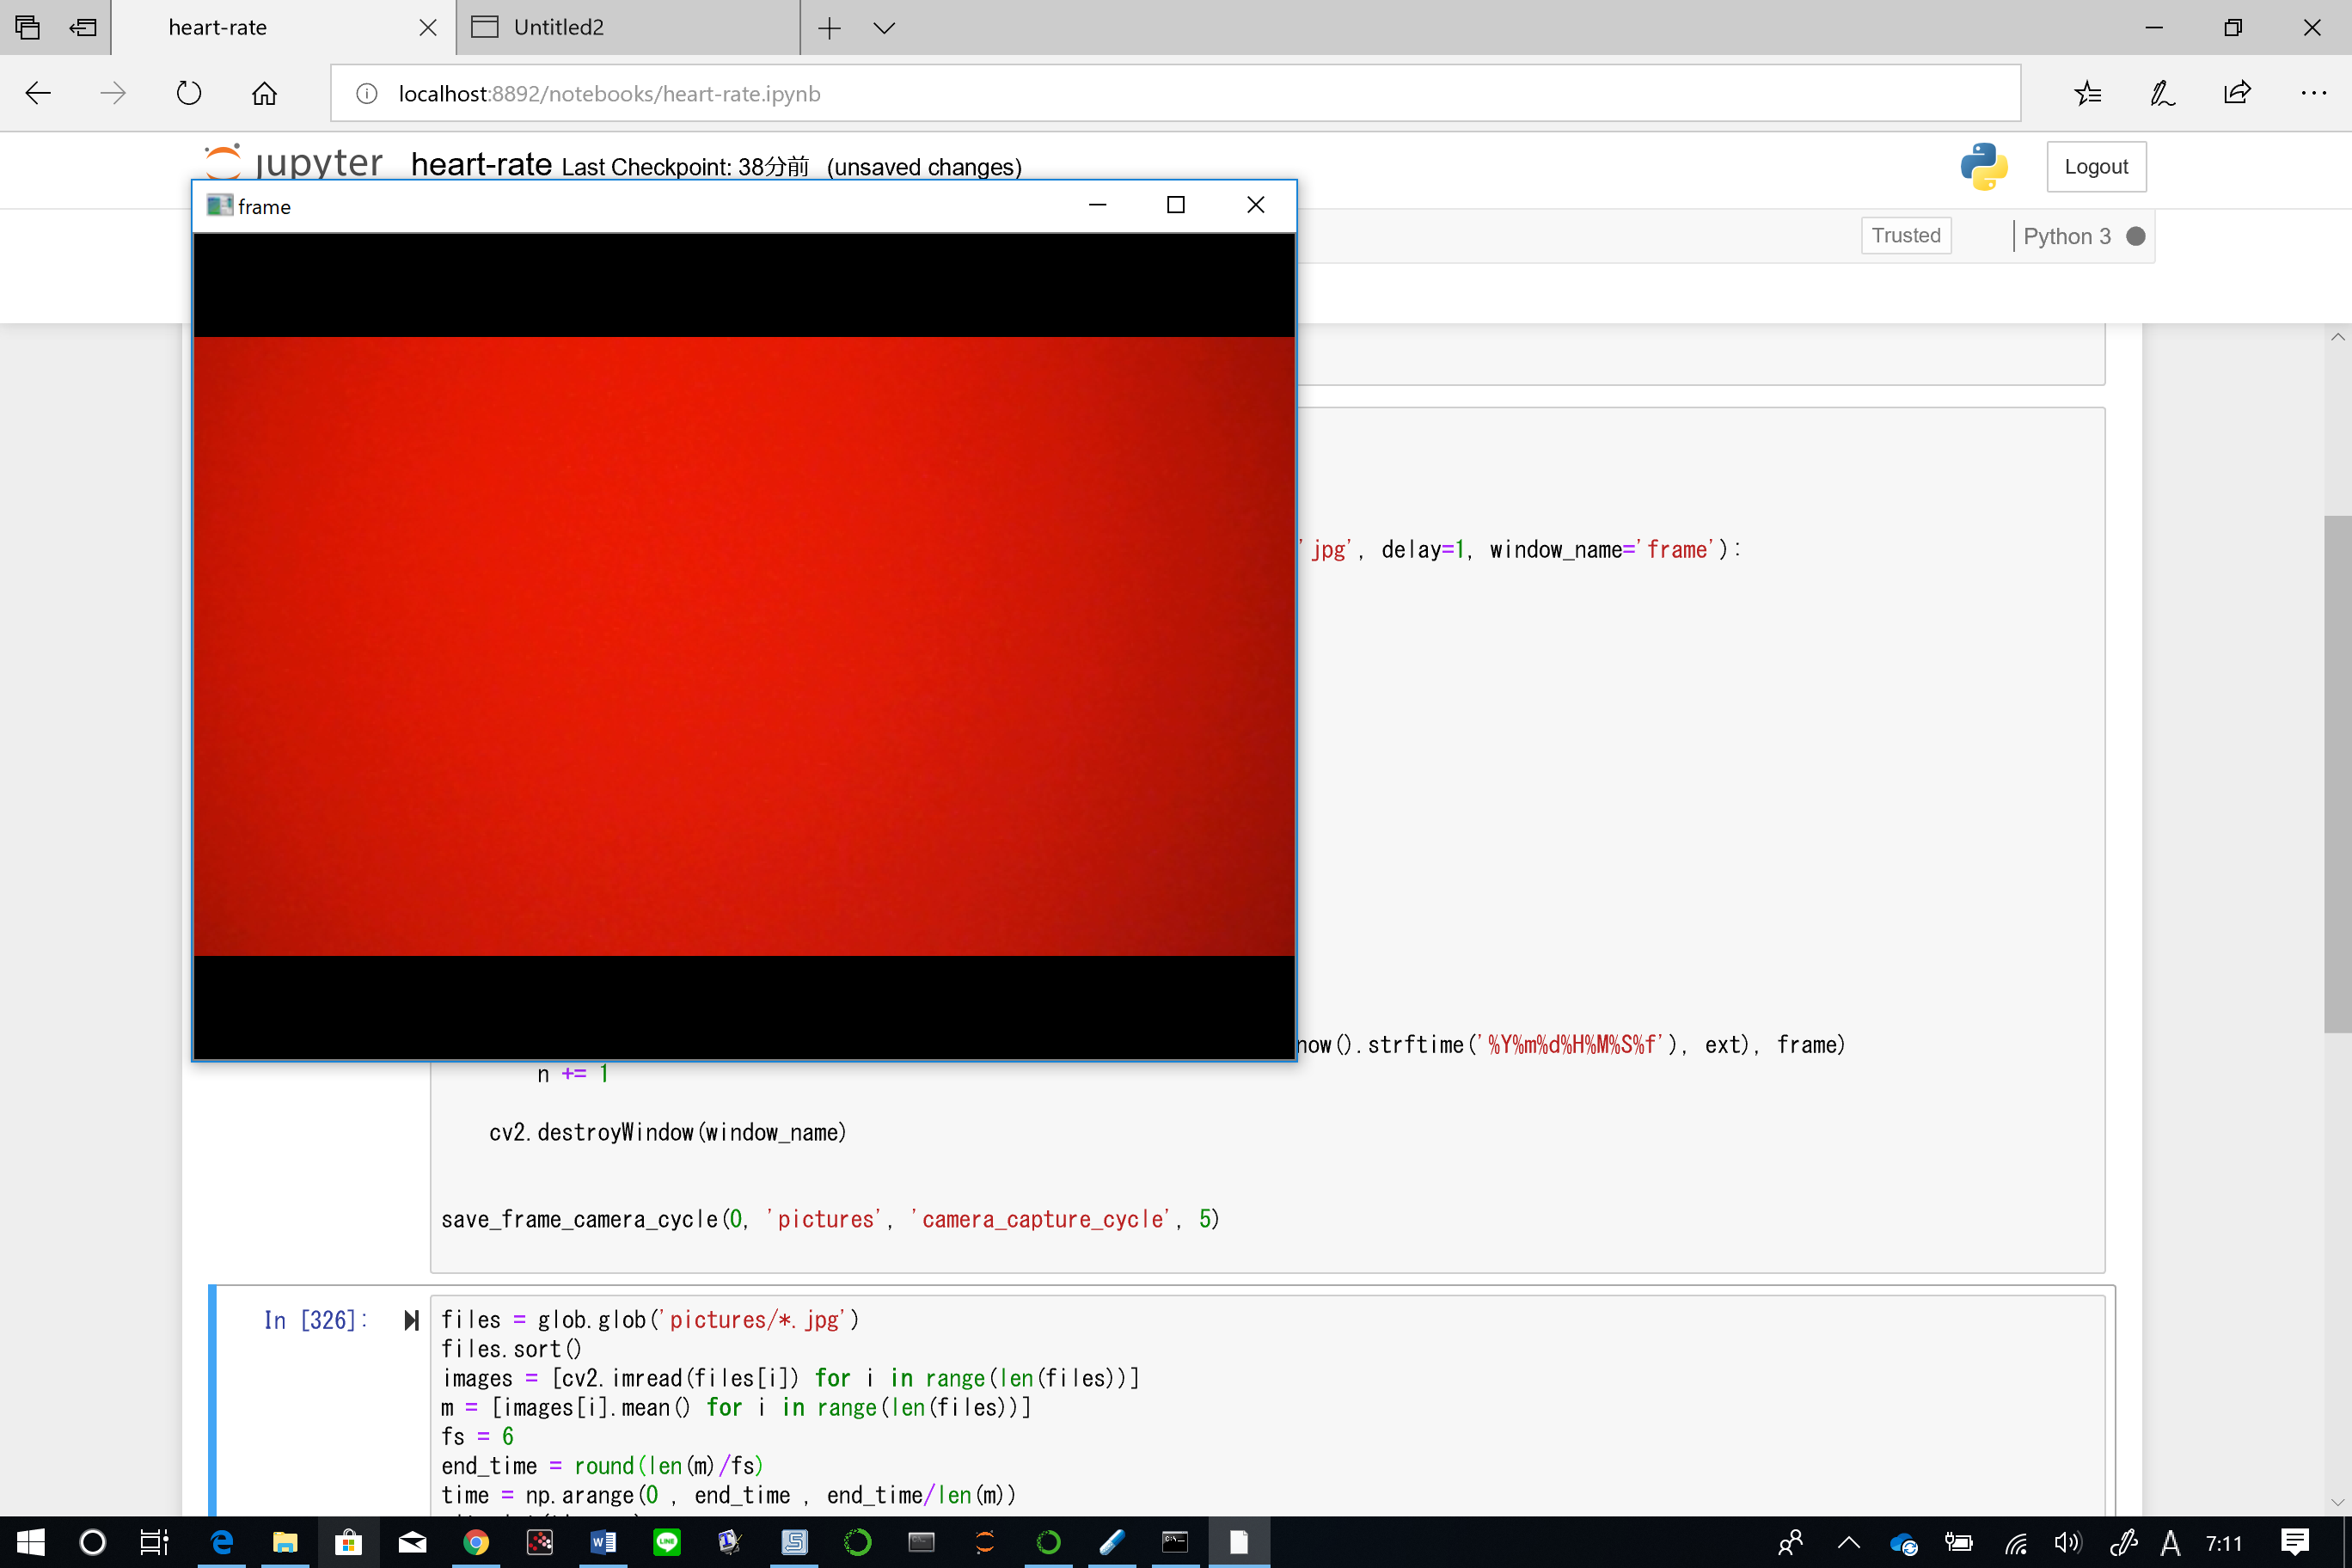 heart-rate
Untitled2
localhost:8892/notebooks/heart-rate.ipynb
jupyter heart-rate Last Checkpoint: 38分前 (unsaved changes)
Logout
frame
Trusted
Python 3
'jpg', delay=1, window_name='frame'):
now().strftime('%Y%m%d%H%M%S%f'), ext), frame)
n += 1
cv2.destroyWindow(window_name)
save_frame_camera_cycle(0, 'pictures', 'camera_capture_cycle', 5)
In [326]:
files = glob.glob('pictures/*.jpg')
files.sort()
images = [cv2.imread(files[i]) for i in range(len(files))]
m = [images[i].mean() for i in range(len(files))]
fs = 6
end_time = round(len(m)/fs)
time = np.arange(0 , end_time , end_time/len(m))
LINE
A
7:11